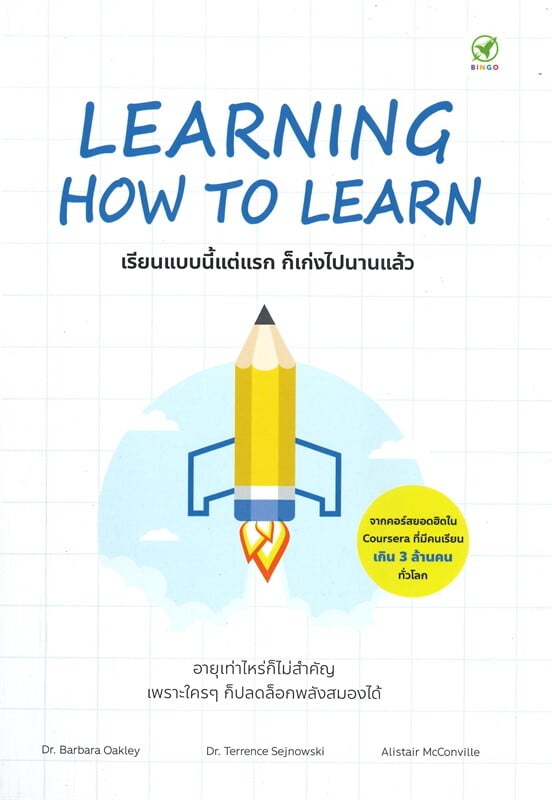 BINGO
LEARNING
HOW TO LEARN
เรียนแบบนี้แต่แรก ก็เก่งไปนานแล้ว
จากคอร์สยอดฮิตใน
Coursera ที่มีคนเรียน
เกิน 3 ล้านคน
ทั่วโลก
อายุเท่าไหร่ก็ไม่สำคัญ
เพราะใครๆ ก็ปลดล็อกพลังสมองได้
Dr. Barbara Oakley Dr. Terrence Sejnowski Alistair McConville